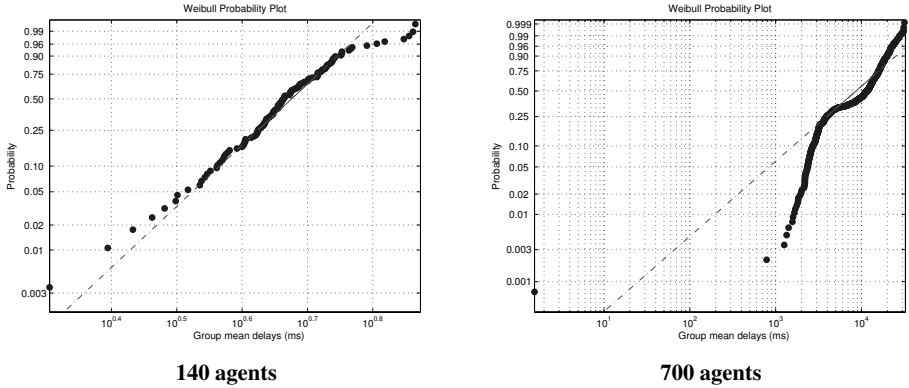 Weibull Probability Plot
0.99
0.96
0.90
0.75
0.50
0.25
0.10
0.05
0.02
0.01
0.003
Probability
10^0.4 10^0.5 10^0.6 10^0.7 10^0.8
Group mean delays (ms)
140 agents
Weibull Probability Plot
0.999
0.99
0.96
0.90
0.75
0.50
0.25
0.10
0.05
0.02
0.01
0.003
0.001
Probability
10^1 10^2 10^3 10^4
Group mean delays (ms)
700 agents